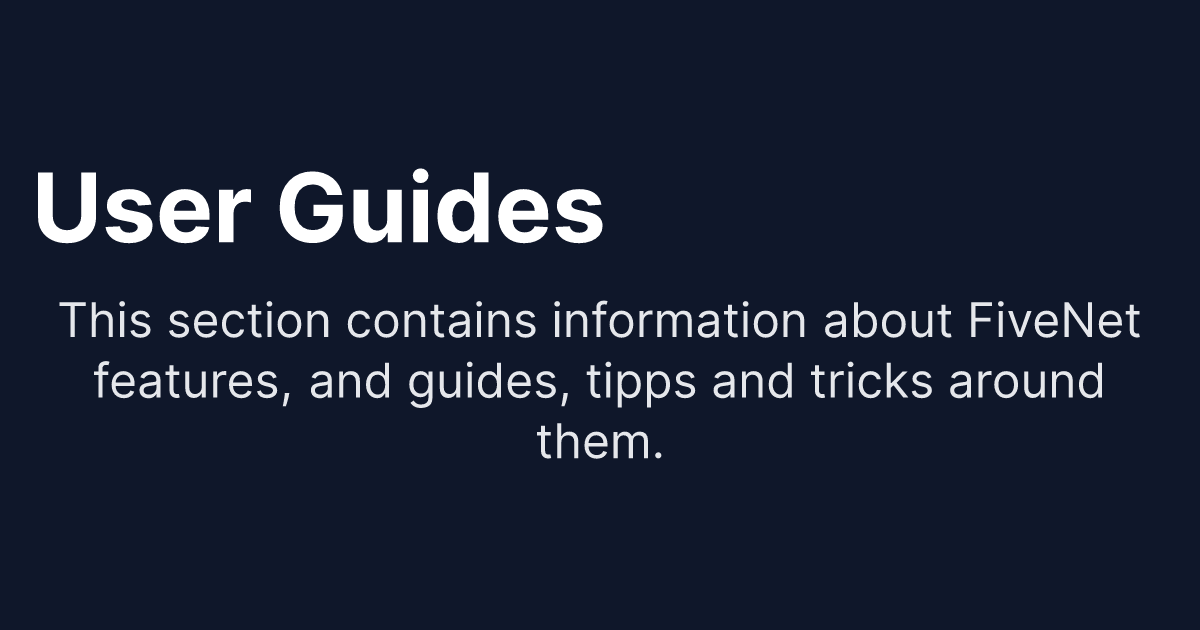 User Guides
This section contains information about FiveNet
features, and guides, tipps and tricks around
them.